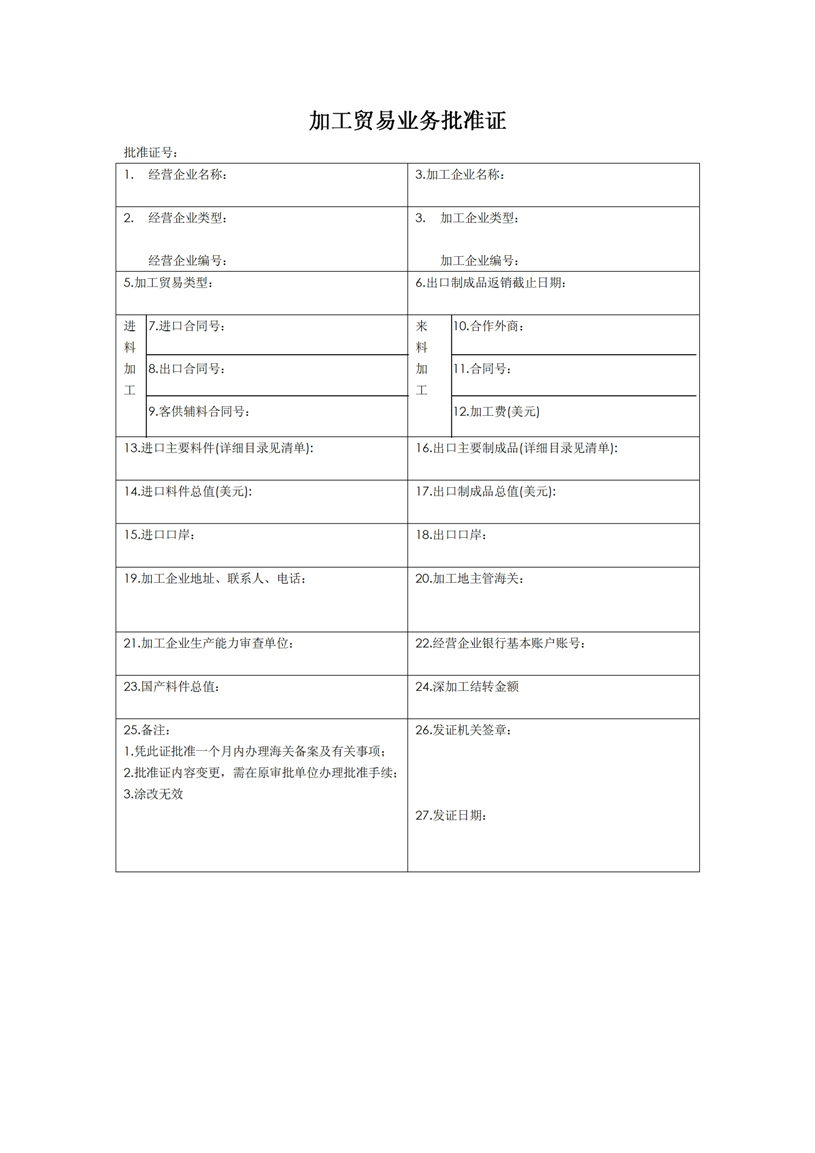 加工贸易业务批准证
批准证号：
1. 经营企业名称：
3.加工企业名称：
2. 经营企业类型：
经营企业编号：
3. 加工企业类型：
加工企业编号：
5.加工贸易类型：
6.出口制成品返销截止日期：
进料加工
7.进口合同号：
8.出口合同号：
9.客供辅料合同号：
来料加工
10.合作外商：
11.合同号：
12.加工费(美元)
13.进口主要料件(详细目录见清单)：
16.出口主要制成品(详细目录见清单)：
14.进口料件总值(美元)：
17.出口制成品总值(美元)：
15.进口口岸：
18.出口口岸：
19.加工企业地址、联系人、电话：
20.加工地主管海关：
21.加工企业生产能力审查单位：
22.经营企业银行基本账户账号：
23.国产料件总值：
24.深加工结转金额
25.备注：
1.凭此证批准一个月内办理海关备案及有关事项；
2.批准证内容变更，需在原审批单位办理批准手续；
3.涂改无效
26.发证机关签章：
27.发证日期：